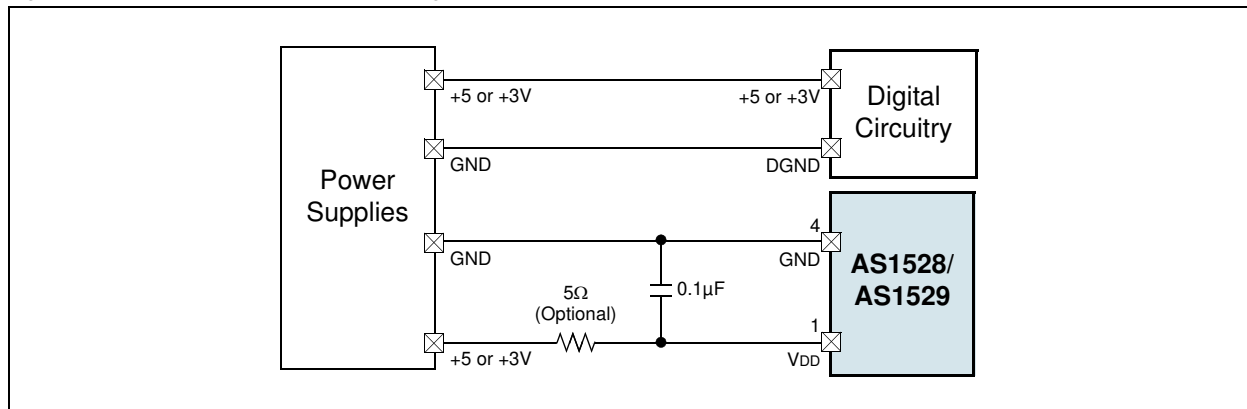 Power
Supplies
+5 or +3V
+5 or +3V
Digital
Circuitry
GND
DGND
GND
4
GND
AS1528/
AS1529
0.1µF
5Ω
(Optional)
+5 or +3V
1
VDD